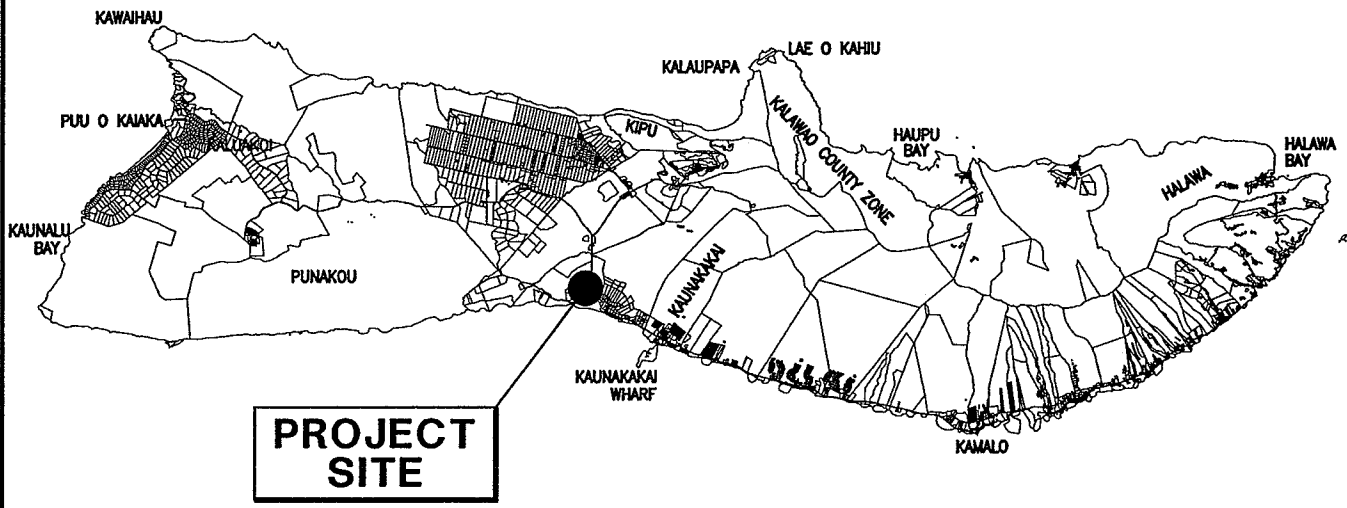 KAWAIHAU
LAE O KAHIU
KALAUPAPA
PUU O KAIAKA
KALUAKOI
KIPU
KALAWAO COUNTY ZONE
HAUPU
BAY
HALAWA
BAY
HALAWA
KAUNALU
BAY
PUNAKOU
KAUNAKAKAI
KAUNAKAKAI
WHARF
KAMALO
PROJECT
SITE